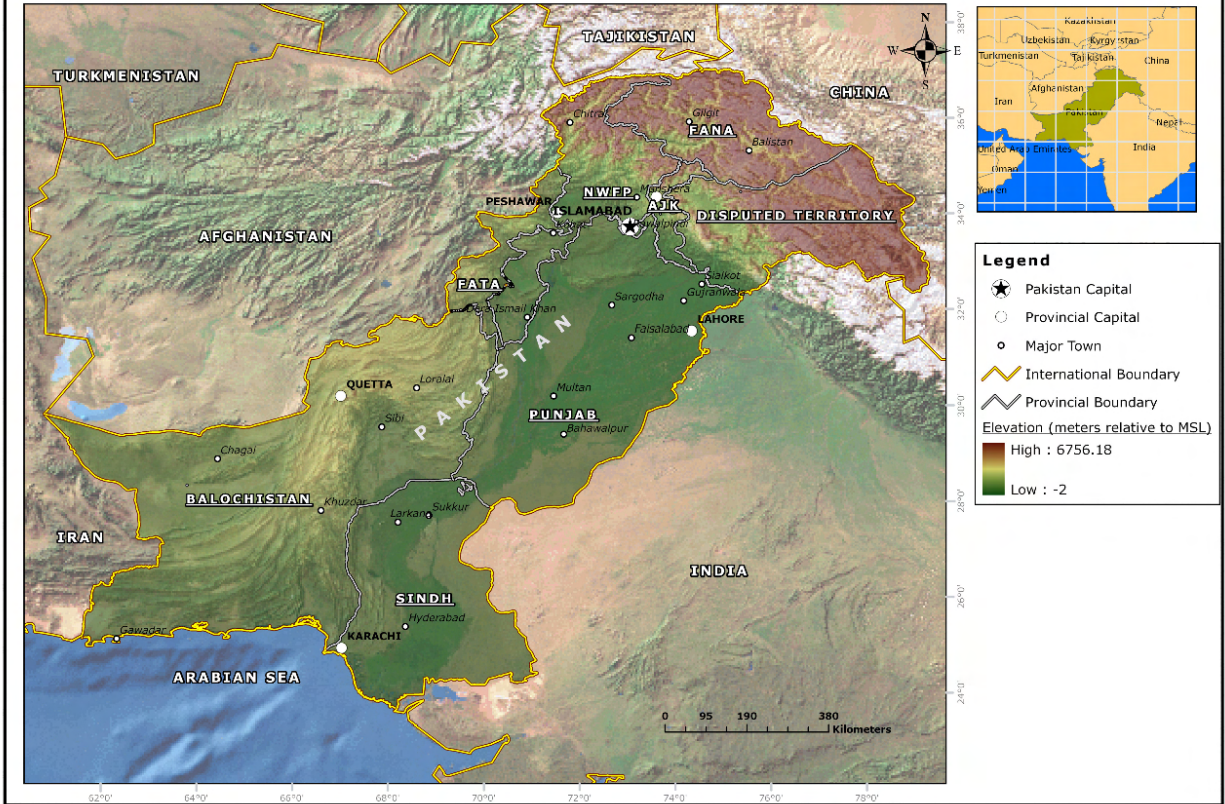 TURKMENISTAN
TAJIKISTAN
CHINA
AFGHANISTAN
IRAN
INDIA
ARABIAN SEA
PAKISTAN
N
W E
S
FANA
Chitral
Gilgit
Balistan
NWFP
Manshera
PESHAWAR
ISLAMABAD
AJK
DISPUTED TERRITORY
Kohat
Rawalpindi
FATA
Dera Ismail Khan
Sialkot
Gujranwala
Sargodha
LAHORE
Faisalabad
QUETTA
Loralai
Multan
PUNJAB
Sibi
Bahawalpur
Chagai
BALOCHISTAN
Khuzdar
Larkana
Sukkur
SINDH
Hyderabad
Gawadar
KARACHI
0 95 190 380
Kilometers
62°0' 64°0' 66°0' 68°0' 70°0' 72°0' 74°0' 76°0' 78°0'
38°0'
36°0'
34°0'
32°0'
30°0'
28°0'
26°0'
24°0'
Kazakistan
Uzbekistan
Kyrgyzstan
Turkmenistan
Tajikistan
China
Afghanistan
Iran
Pakistan
Nepal
United Arab Emirates
India
Oman
Yemen
Legend
Pakistan Capital
Provincial Capital
Major Town
International Boundary
Provincial Boundary
Elevation (meters relative to MSL)
High : 6756.18
Low : -2